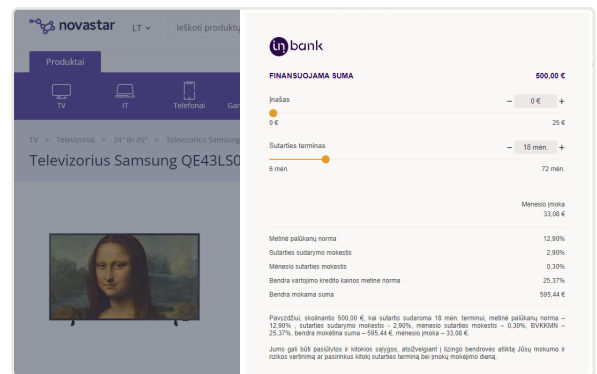 novastar
LT
Ieškoti produktų
Produktai
TV
IT
Telefonai
TV > Televizoriai > 24" iki 45" > Televizorius Samsung
Televizorius Samsung QE43LS0
inbank
FINANSUOJAMA SUMA 500,00 €
Įnašas – 0 € +
0 € 25 €
Sutarties terminas – 18 mėn. +
6 mėn. 72 mėn.
Mėnesio įmoka
33,08 €
Metinė palūkanų norma 12,90%
Sutarties sudarymo mokestis 2,90%
Mėnesio sutarties mokestis 0,30%
Bendra vartojimo kredito kainos metinė norma 25,37%
Bendra mokama suma 595,44 €
Pavyzdžiui, skolinantis 500,00 €, kai sutartis sudaroma 18 mėn. terminui, metinė palūkanų norma –
12,90% , sutarties sudarymo mokestis - 2,90%, mėnesio sutarties mokestis – 0,30%, BVKKMN –
25,37%, bendra mokėtina suma – 595,44 €, mėnesio įmoka – 33,08 €.
Jums gali būti pasiūlytos ir kitokios sąlygos, atsižvelgiant į lizingo bendrovės atliktą Jūsų mokumo ir
rizikos vertinimą ar pasirinkus kitokį sutarties terminą bei įmokų mokėjimo dieną.